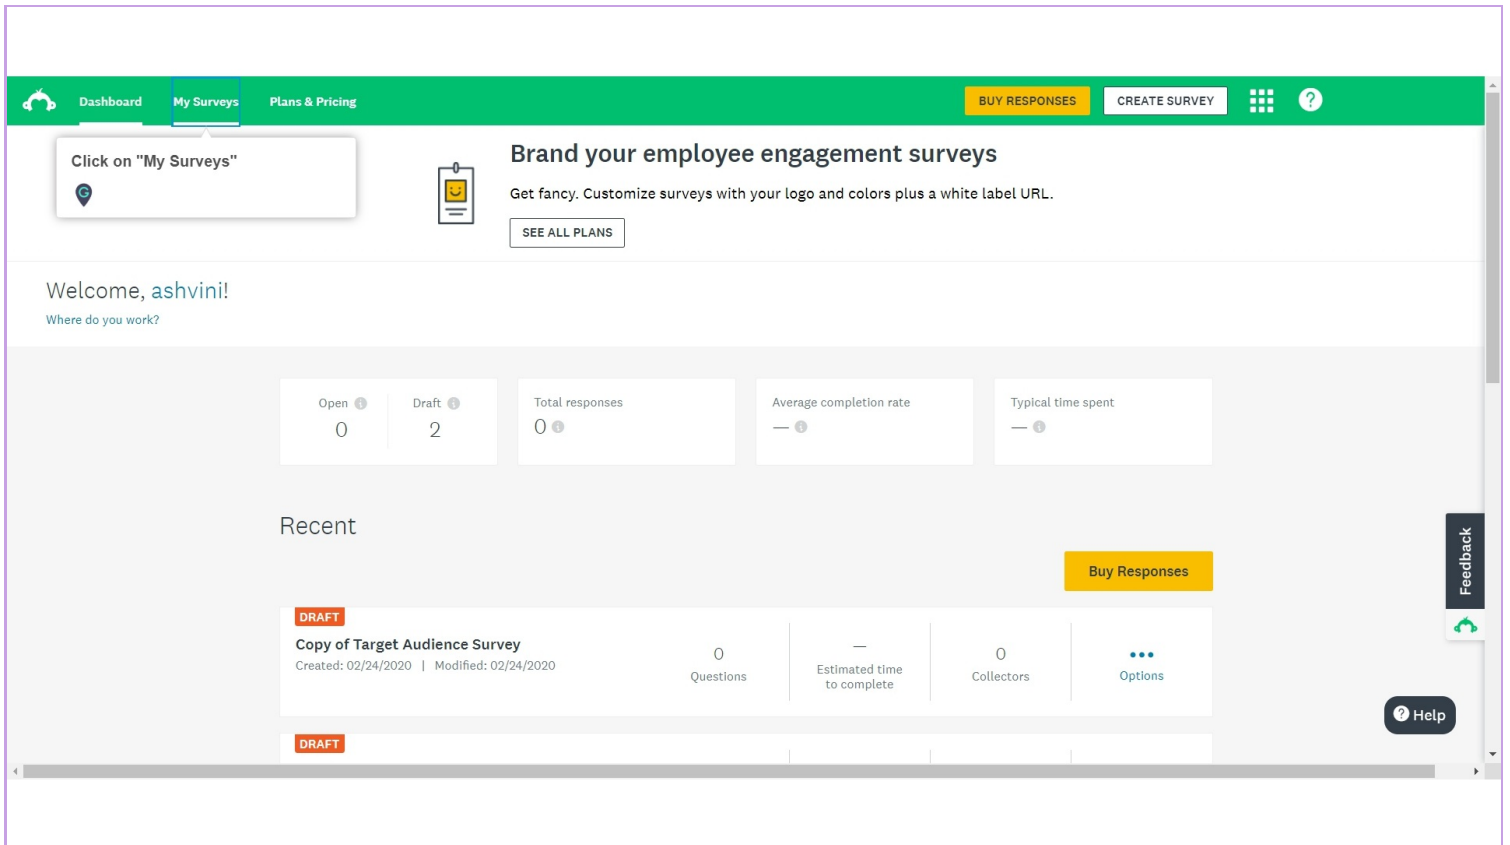 Dashboard My Surveys Plans & Pricing BUY RESPONSES CREATE SURVEY ?
Click on "My Surveys"
G
Brand your employee engagement surveys
Get fancy. Customize surveys with your logo and colors plus a white label URL.
SEE ALL PLANS
Welcome, ashvini!
Where do you work?
Open i Draft i
0 2
Total responses
0 i
Average completion rate
— i
Typical time spent
— i
Recent
Buy Responses
DRAFT
Copy of Target Audience Survey
Created: 02/24/2020 | Modified: 02/24/2020
0
Questions
—
Estimated time
to complete
0
Collectors
•••
Options
DRAFT
Feedback
? Help